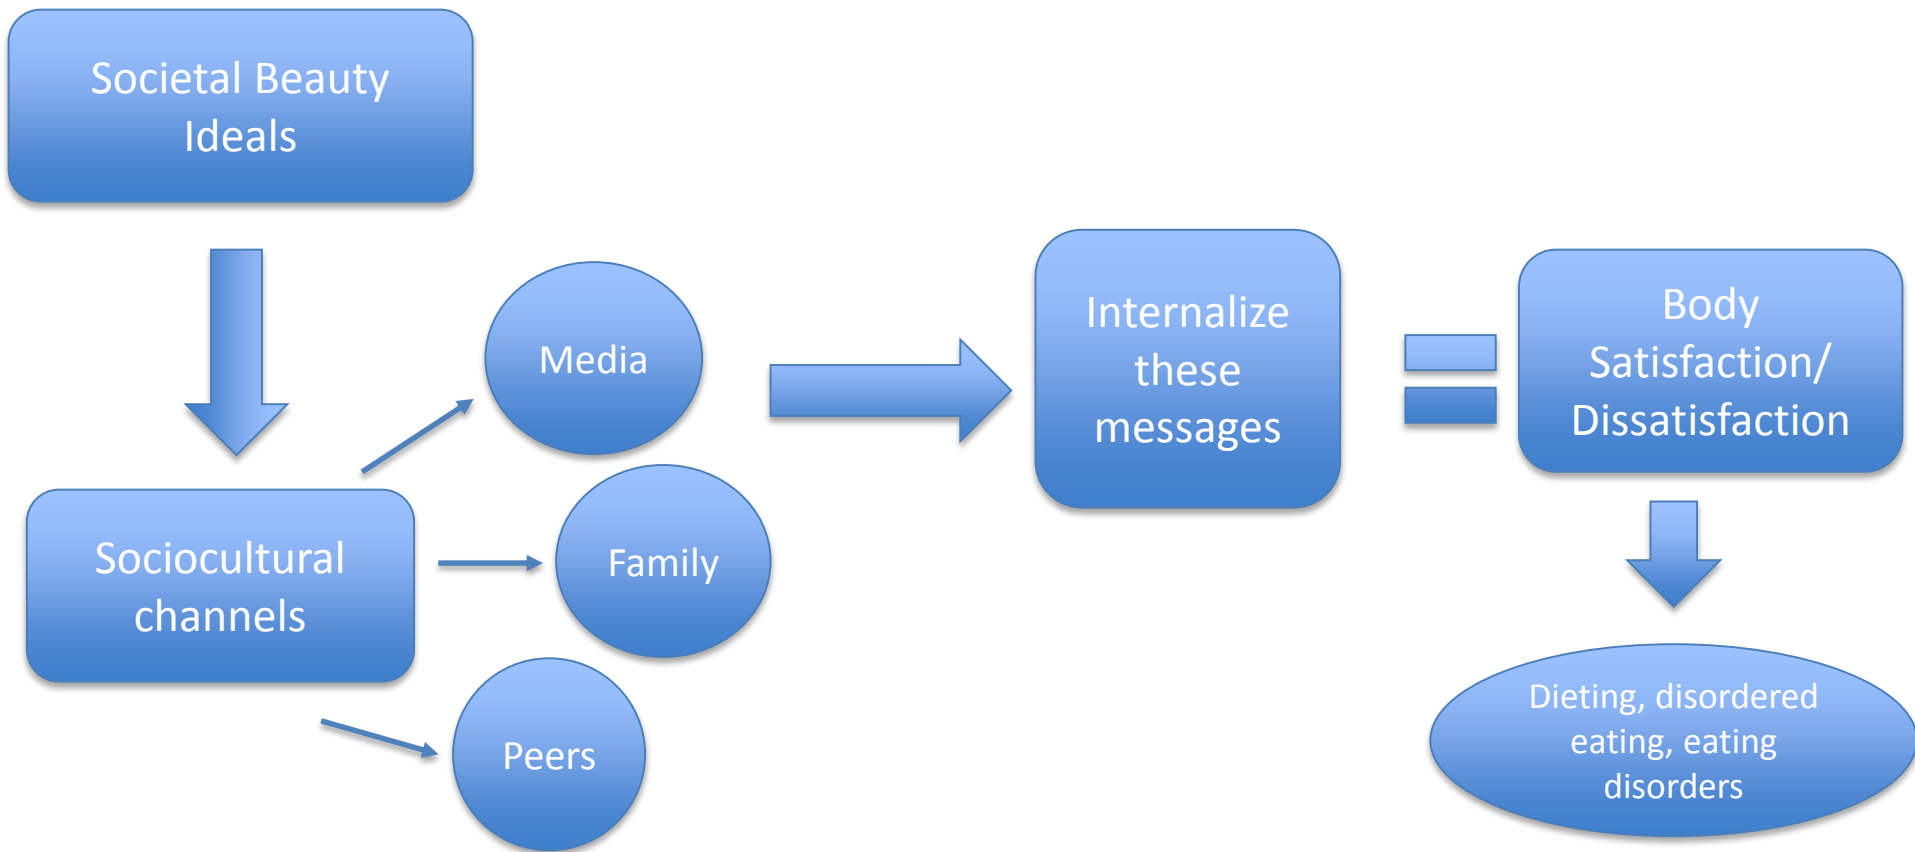 Societal Beauty
Ideals
Sociocultural
channels
Media
Family
Peers
Internalize
these
messages
Body
Satisfaction/
Dissatisfaction
Dieting, disordered
eating, eating
disorders